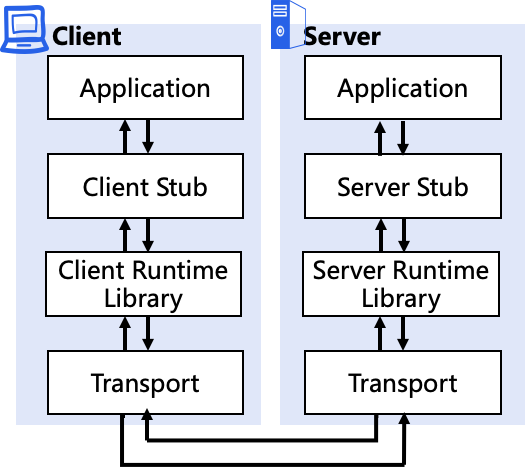 Client
Application
Client Stub
Client Runtime
Library
Transport
Server
Application
Server Stub
Server Runtime
Library
Transport